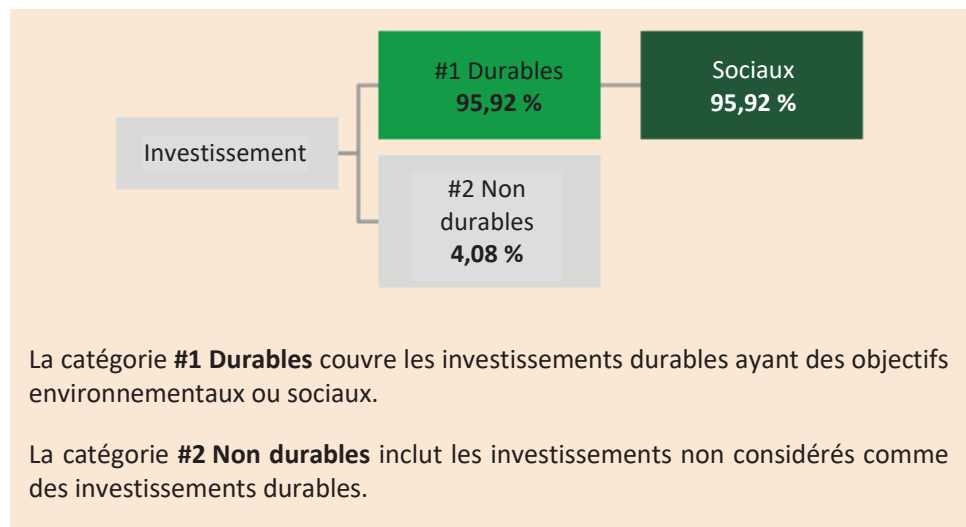 #1 Durables
95,92 %
Sociaux
95,92 %
Investissement
#2 Non
durables
4,08 %
La catégorie #1 Durables couvre les investissements durables ayant des objectifs
environnementaux ou sociaux.
La catégorie #2 Non durables inclut les investissements non considérés comme
des investissements durables.